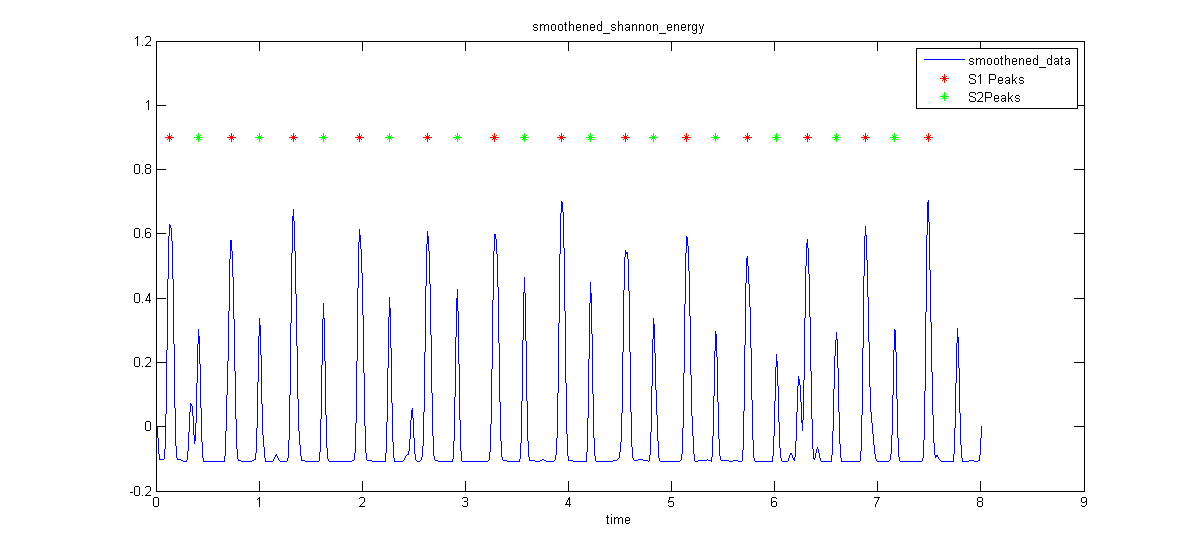 smoothened_shannon_energy
smoothened_data
S1 Peaks
S2Peaks
1.2
1
0.8
0.6
0.4
0.2
0
-0.2
0 1 2 3 4 5 6 7 8 9
time